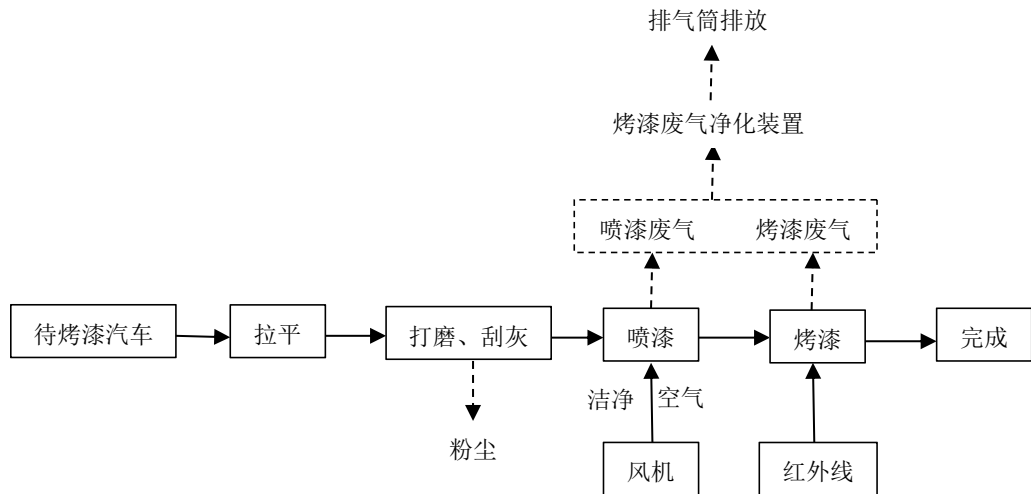 排气筒排放
烤漆废气净化装置
喷漆废气 烤漆废气
待烤漆汽车 拉平 打磨、刮灰 喷漆 烤漆 完成
洁净 空气
粉尘 风机 红外线